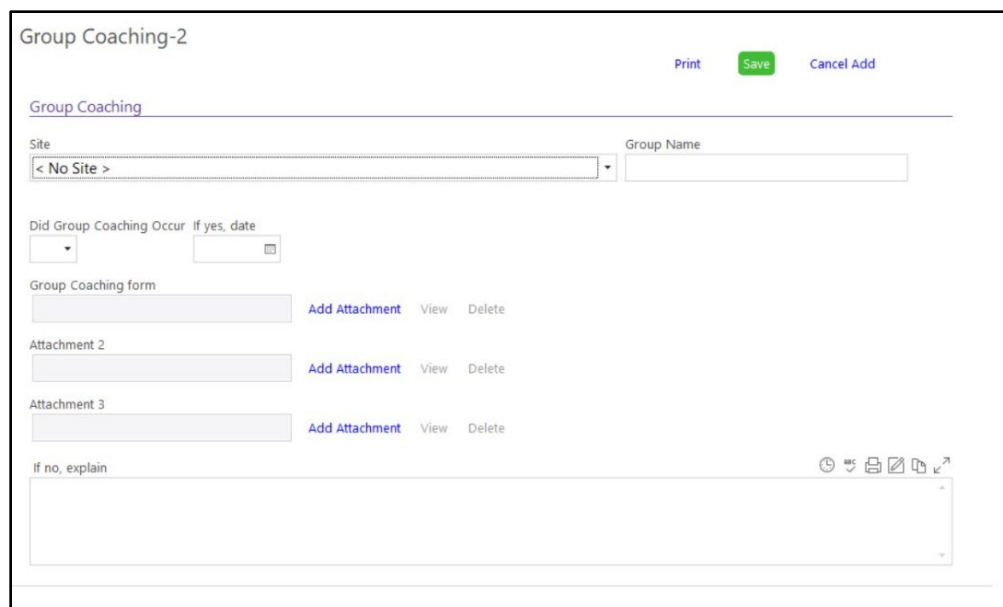 Group Coaching-2
Print Save Cancel Add
Group Coaching
Site Group Name
< No Site >
Did Group Coaching Occur If yes, date
Group Coaching form
Add Attachment View Delete
Attachment 2
Add Attachment View Delete
Attachment 3
Add Attachment View Delete
If no, explain ABC